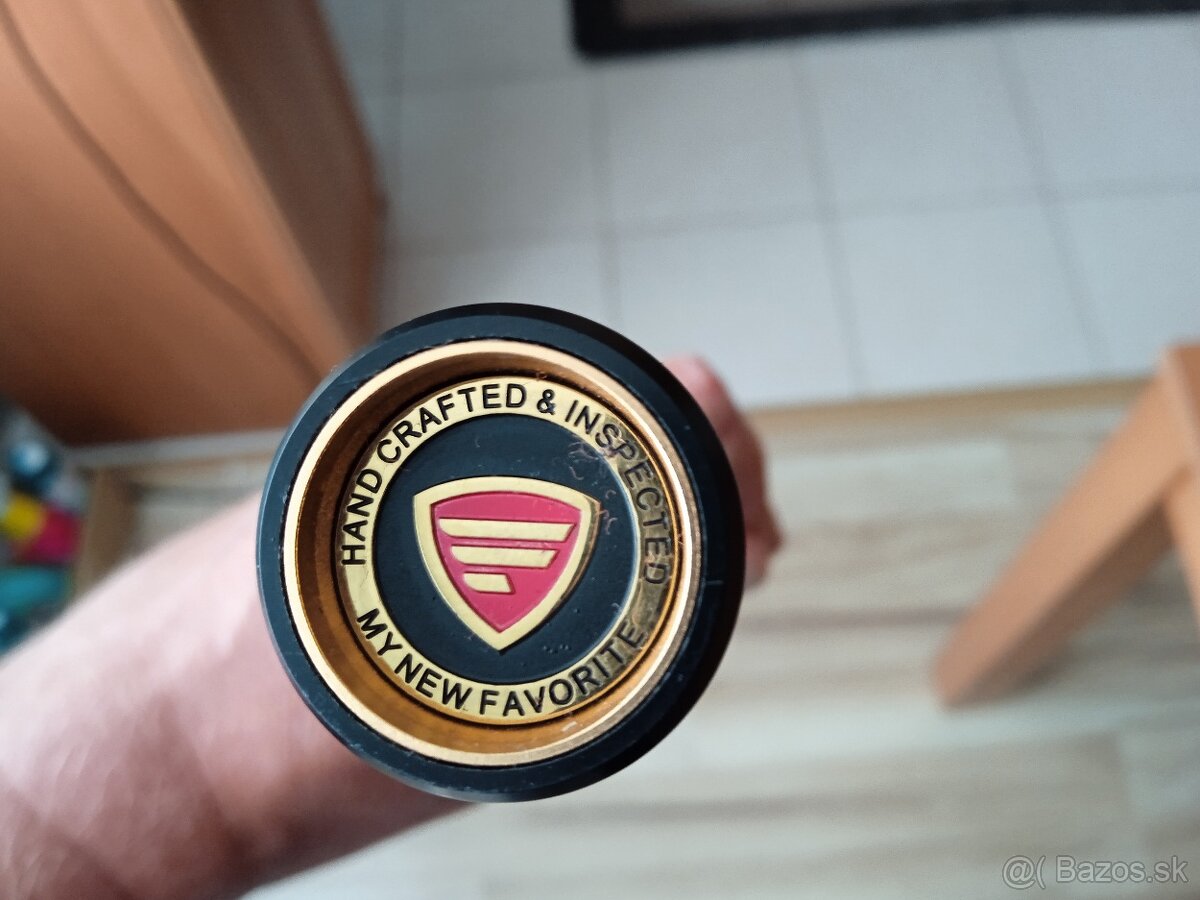 HAND CRAFTED & INSPECTED
MY NEW FAVORITE
@( Bazos.sk